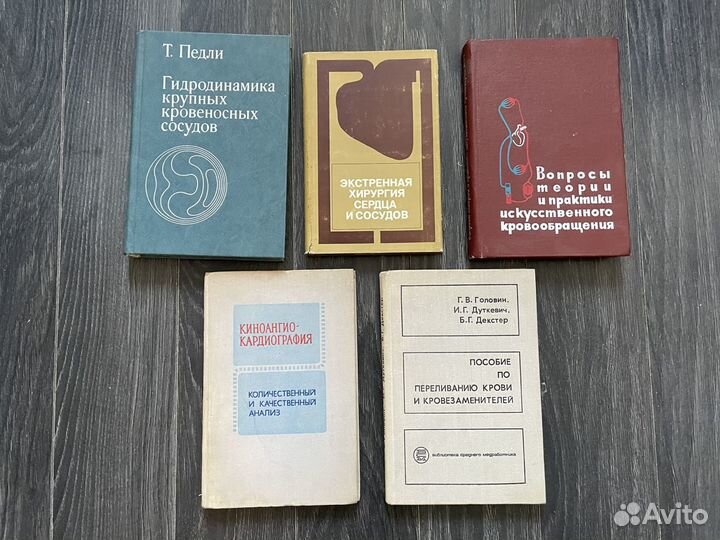 Т. Педли
Гидродинамика
крупных
кровеносных
сосудов
ЭКСТРЕННАЯ
ХИРУРГИЯ
СЕРДЦА
И СОСУДОВ
Вопросы
теории
и практики
искусственного
кровообращения
КИНОАНГИО-
КАРДИОГРАФИЯ
КОЛИЧЕСТВЕННЫЙ
И КАЧЕСТВЕННЫЙ
АНАЛИЗ
Г. В. Головин,
И. Г. Дуткевич,
Б. Г. Декстер
ПОСОБИЕ
ПО
ПЕРЕЛИВАНИЮ КРОВИ
И КРОВЕЗАМЕНИТЕЛЕЙ
библиотека среднего медработника
Avito